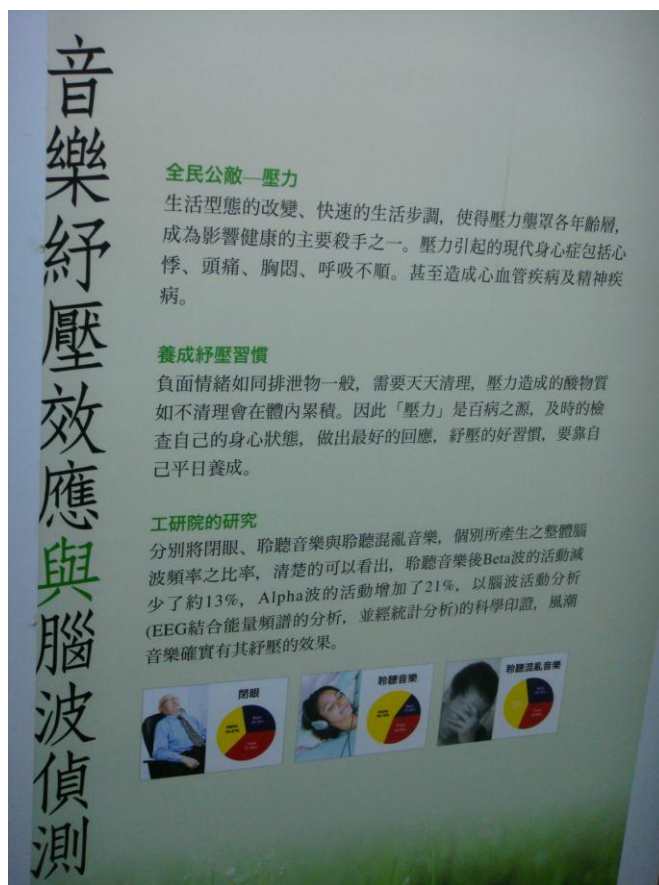 音樂紓壓效應與腦波偵測
全民公敵—壓力
生活型態的改變、快速的生活步調，使得壓力壟罩各年齡層，
成為影響健康的主要殺手之一。壓力引起的現代身心症包括心
悸、頭痛、胸悶、呼吸不順。甚至造成心血管疾病及精神疾
病。
養成紓壓習慣
負面情緒如同排泄物一般，需要天天清理，壓力造成的酸物質
如不清理會在體內累積。因此「壓力」是百病之源，及時的檢
查自己的身心狀態，做出最好的回應，紓壓的好習慣，要靠自
己平日養成。
工研院的研究
分別將閉眼、聆聽音樂與聆聽混亂音樂，個別所產生之整體腦
波頻率之比率，清楚的可以看出，聆聽音樂後Beta波的活動減
少了約13%，Alpha波的活動增加了21%，以腦波活動分析
(EEG結合能量頻譜的分析，並經統計分析)的科學印證，風潮
音樂確實有其紓壓的效果。
閉眼
聆聽音樂
聆聽混亂音樂